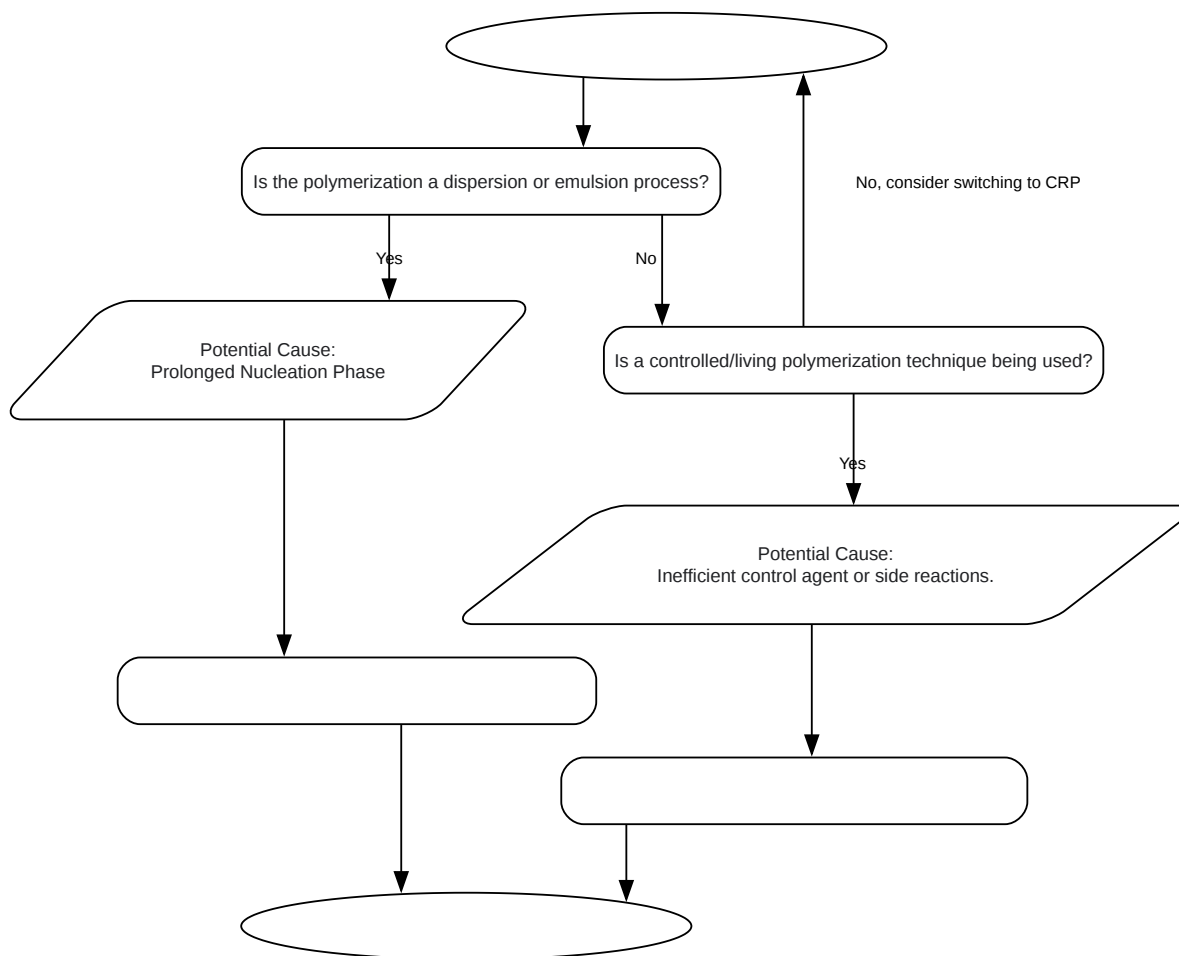 Is the polymerization a dispersion or emulsion process?
No, consider switching to CRP
Yes
No
Potential Cause:
Prolonged Nucleation Phase
Is a controlled/living polymerization technique being used?
Yes
Potential Cause:
Inefficient control agent or side reactions.